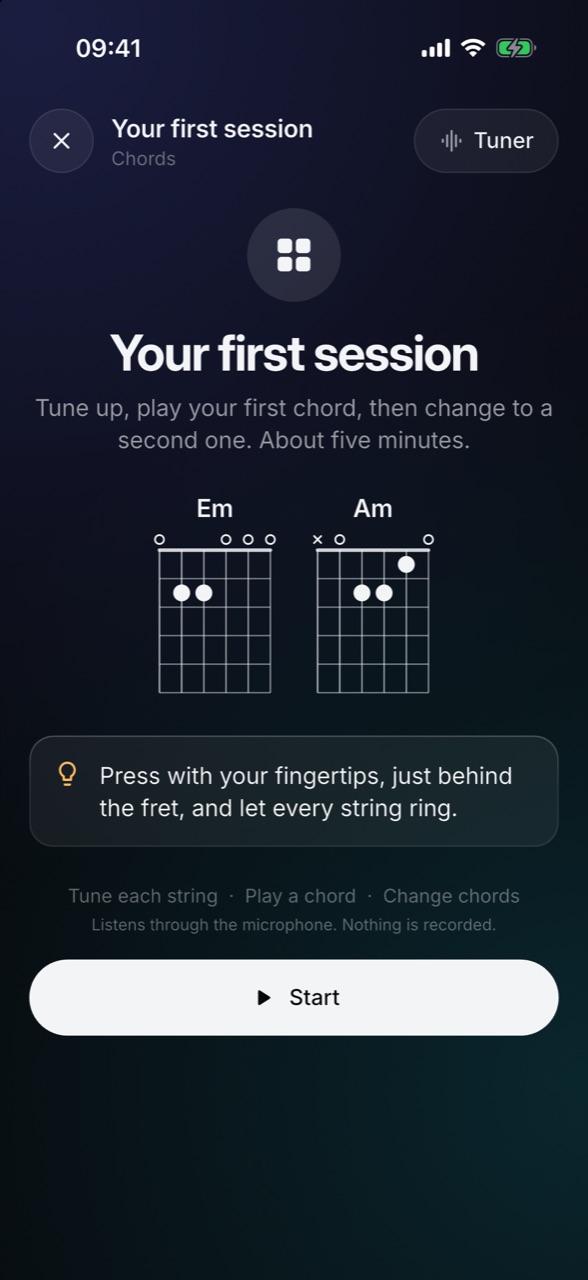 09:41
Your first session
Chords
Tuner
Your first session
Tune up, play your first chord, then change to a
second one. About five minutes.
Em
Am
Press with your fingertips, just behind
the fret, and let every string ring.
Tune each string · Play a chord · Change chords
Listens through the microphone. Nothing is recorded.
Start